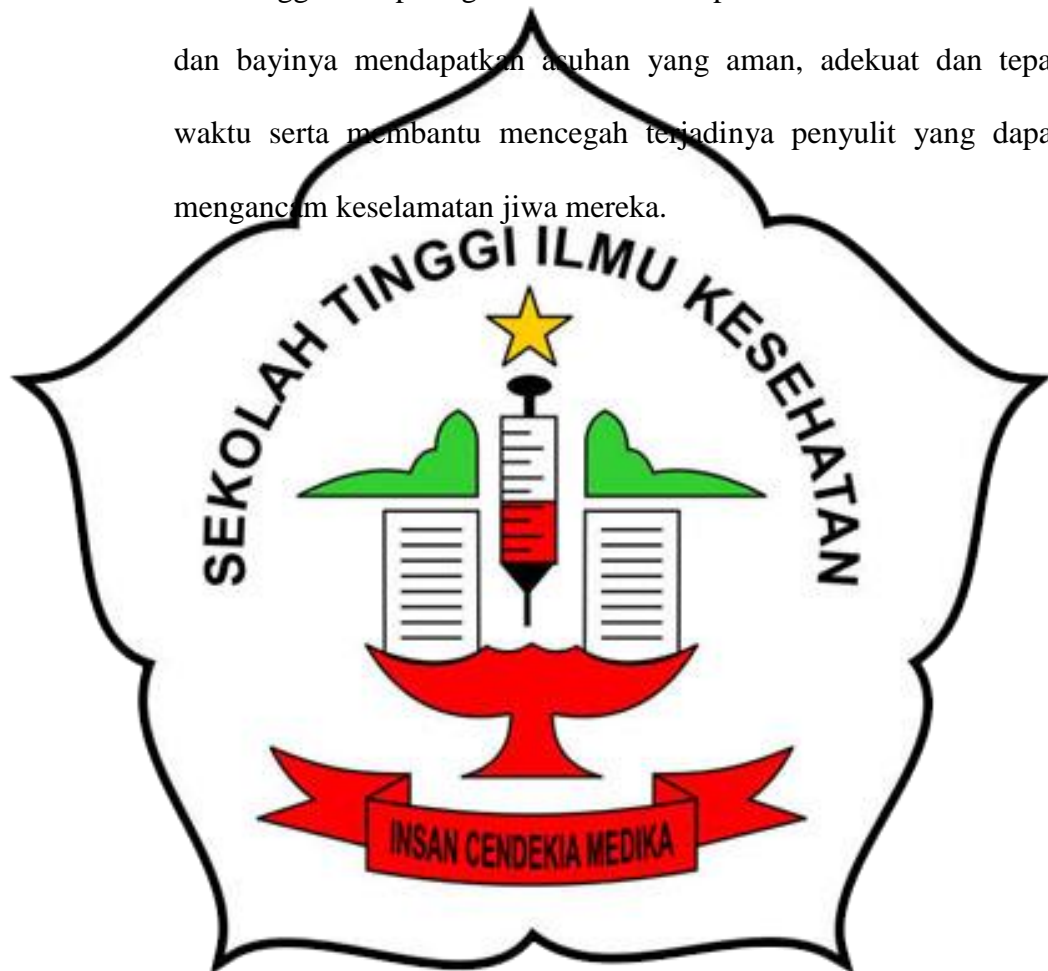 dan bayinya mendapatkan asuhan yang aman, adekuat dan tepa
waktu serta membantu mencegah terjadinya penyulit yang dapa
mengancam keselamatan jiwa mereka.
SEKOLAH TINGGI ILMU KESEHATAN
INSAN CENDEKIA MEDIKA